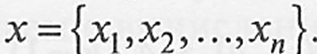 x = {x₁, x₂, ..., xₙ}.